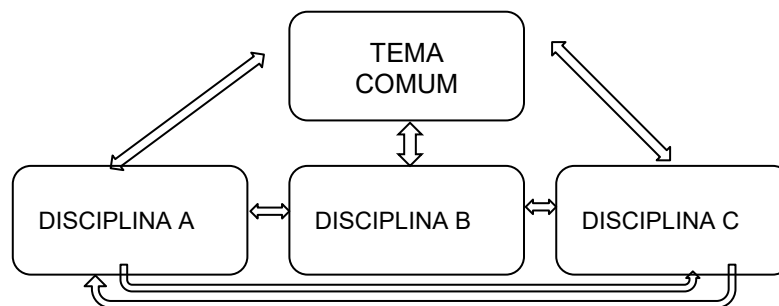 TEMA
COMUM
DISCIPLINA A
DISCIPLINA B
DISCIPLINA C